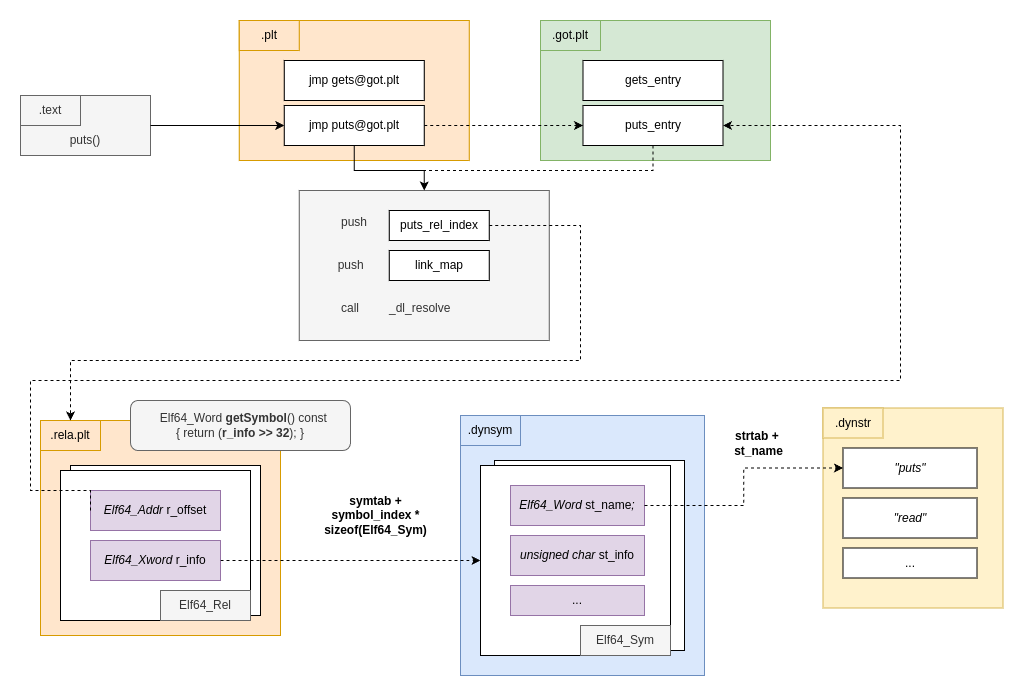 .plt
.got.plt
jmp gets@got.plt
gets_entry
.text
puts()
jmp puts@got.plt
puts_entry
push
puts_rel_index
push
link_map
call
_dl_resolve
Elf64_Word getSymbol() const
{ return (r_info >> 32); }
.rela.plt
Elf64_Addr r_offset
Elf64_Xword r_info
Elf64_Rel
symtab +
symbol_index *
sizeof(Elf64_Sym)
.dynsym
Elf64_Word st_name;
unsigned char st_info
...
Elf64_Sym
strtab +
st_name
.dynstr
"puts"
"read"
...